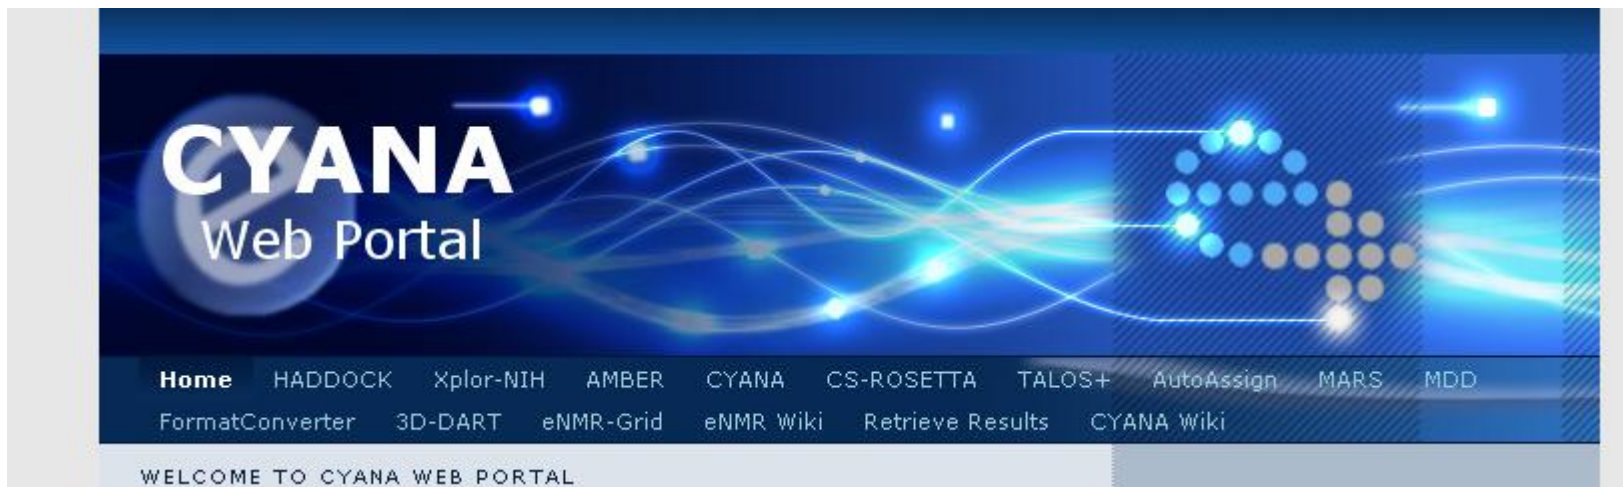 CYANA
Web Portal
Home HADDOCK Xplor-NIH AMBER CYANA CS-ROSETTA TALOS+ AutoAssign MARS MDD
FormatConverter 3D-DART eNMR-Grid eNMR Wiki Retrieve Results CYANA Wiki
WELCOME TO CYANA WEB PORTAL